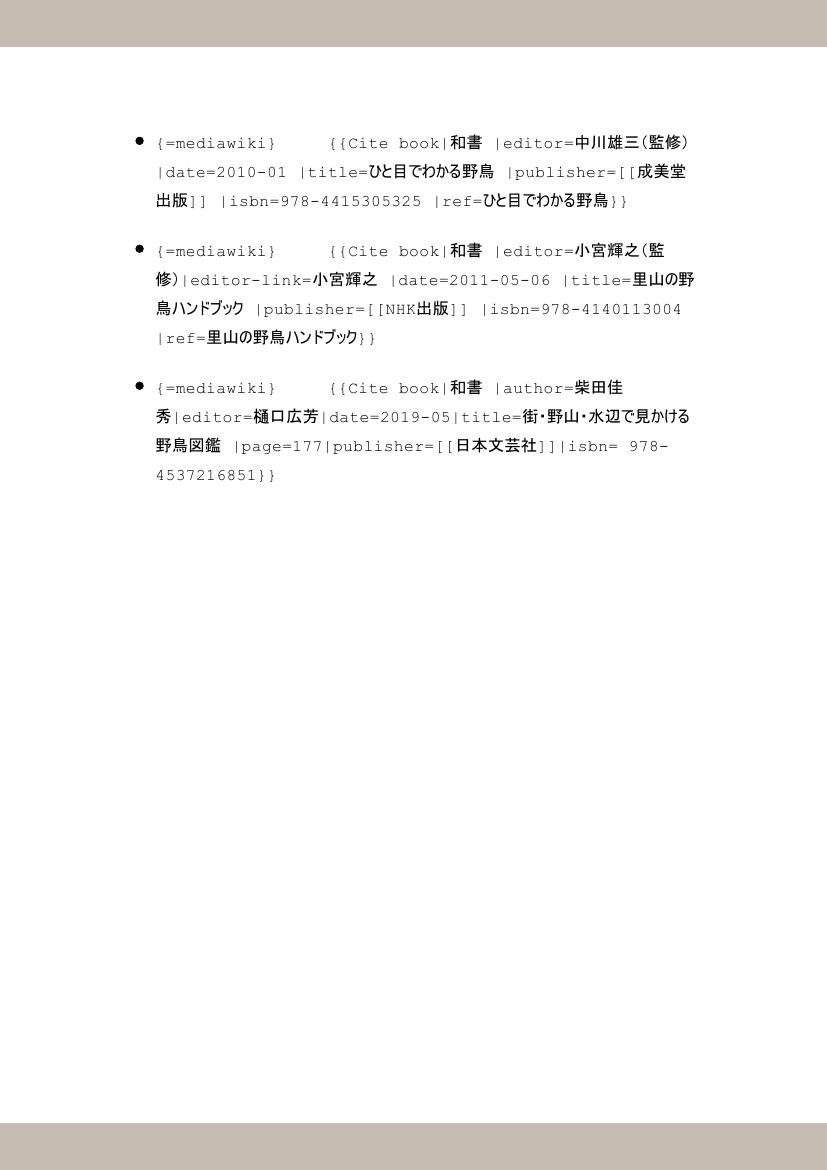 ● {=mediawiki}     {{Cite book|和書 |editor=中川雄三（監修）
|date=2010-01 |title=ひと目でわかる野鳥 |publisher=[[成美堂
出版]] |isbn=978-4415305325 |ref=ひと目でわかる野鳥}}
● {=mediawiki}     {{Cite book|和書 |editor=小宮輝之（監
修）|editor-link=小宮輝之 |date=2011-05-06 |title=里山の野
鳥ハンドブック |publisher=[[NHK出版]] |isbn=978-4140113004
|ref=里山の野鳥ハンドブック}}
● {=mediawiki}     {{Cite book|和書 |author=柴田佳
秀|editor=樋口広芳|date=2019-05|title=街・野山・水辺で見かける
野鳥図鑑 |page=177|publisher=[[日本文芸社]]|isbn= 978-
4537216851}}